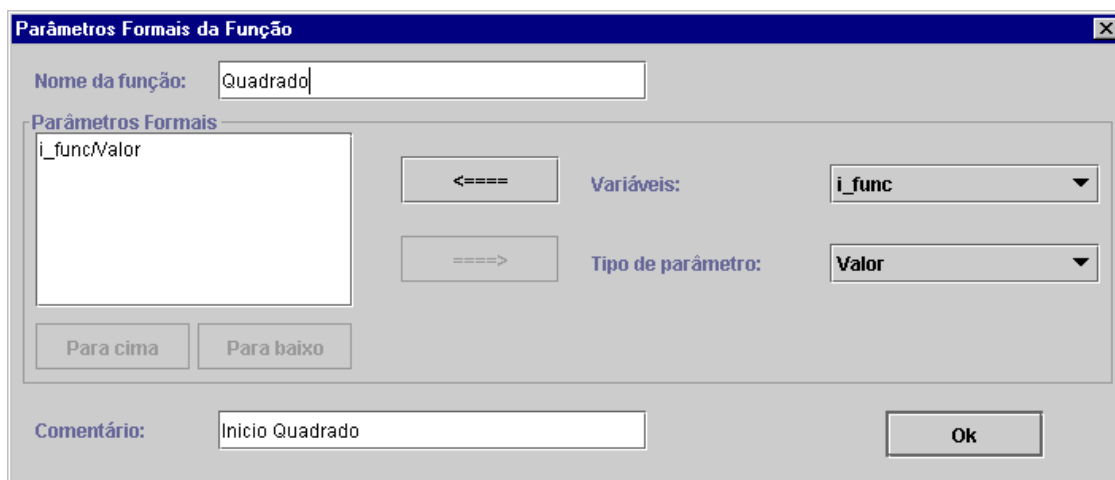 Parâmetros Formais da Função
Nome da função: Quadrado
Parâmetros Formais
i_func/Valor
<==== Variáveis: i_func
====> Tipo de parâmetro: Valor
Para cima Para baixo
Comentário: Inicio Quadrado Ok